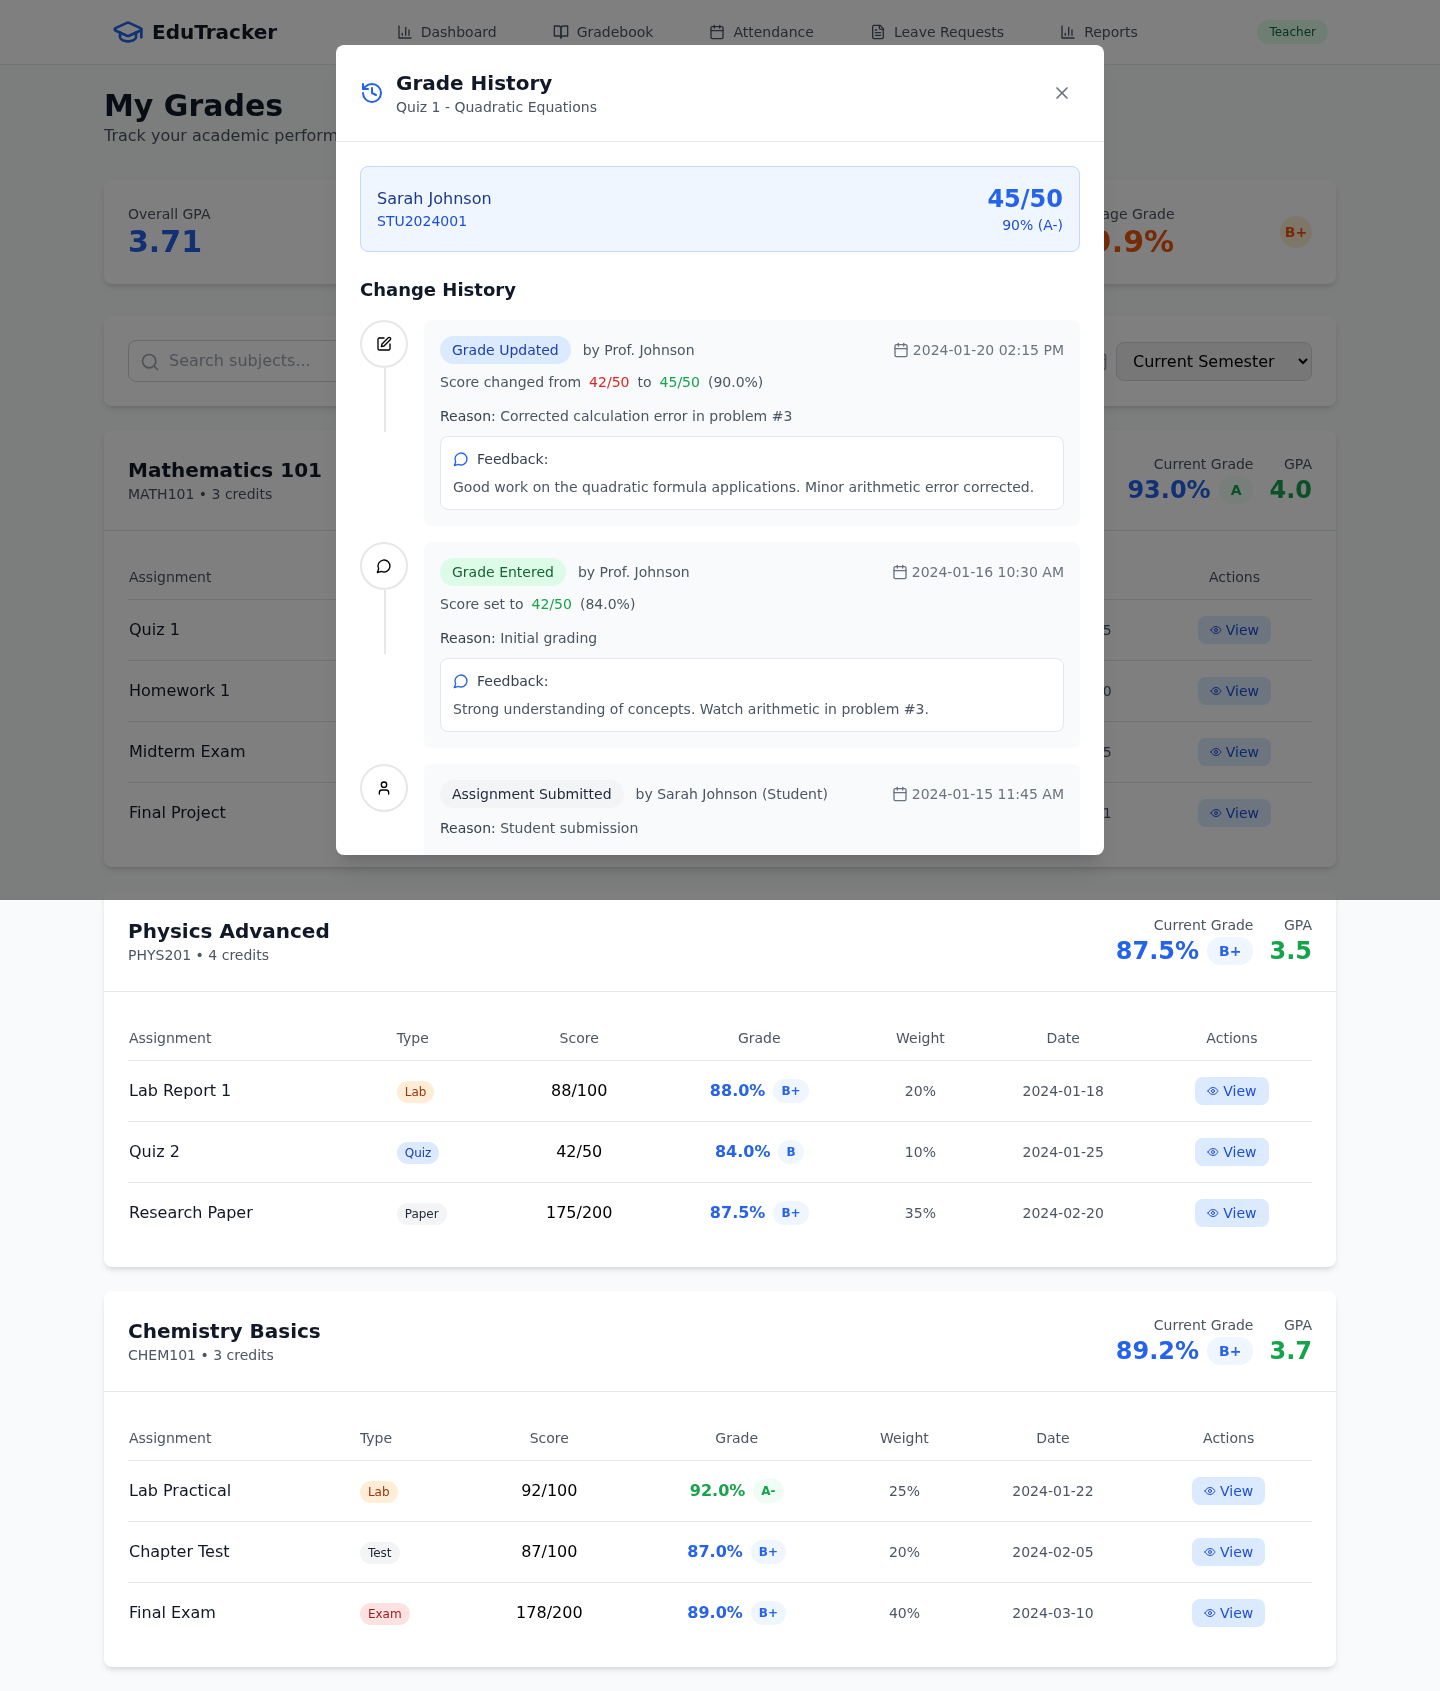 EduTracker
Dashboard
Gradebook
Attendance
Leave Requests
Reports
Teacher
My Grades
Track your academic perform
Overall GPA
3.71
age Grade
.9%
B+
Search subjects...
Current Semester
Mathematics 101
MATH101 • 3 credits
Current Grade
93.0% A
GPA
4.0
Assignment
Actions
Quiz 1
5
View
Homework 1
0
View
Midterm Exam
5
View
Final Project
1
View
Grade History
Quiz 1 - Quadratic Equations
Sarah Johnson
STU2024001
45/50
90% (A-)
Change History
Grade Updated by Prof. Johnson 2024-01-20 02:15 PM
Score changed from 42/50 to 45/50 (90.0%)
Reason: Corrected calculation error in problem #3
Feedback:
Good work on the quadratic formula applications. Minor arithmetic error corrected.
Grade Entered by Prof. Johnson 2024-01-16 10:30 AM
Score set to 42/50 (84.0%)
Reason: Initial grading
Feedback:
Strong understanding of concepts. Watch arithmetic in problem #3.
Assignment Submitted by Sarah Johnson (Student) 2024-01-15 11:45 AM
Reason: Student submission
Physics Advanced
PHYS201 • 4 credits
Current Grade
87.5% B+
GPA
3.5
Assignment Type Score Grade Weight Date Actions
Lab Report 1 Lab 88/100 88.0% B+ 20% 2024-01-18 View
Quiz 2 Quiz 42/50 84.0% B 10% 2024-01-25 View
Research Paper Paper 175/200 87.5% B+ 35% 2024-02-20 View
Chemistry Basics
CHEM101 • 3 credits
Current Grade
89.2% B+
GPA
3.7
Assignment Type Score Grade Weight Date Actions
Lab Practical Lab 92/100 92.0% A- 25% 2024-01-22 View
Chapter Test Test 87/100 87.0% B+ 20% 2024-02-05 View
Final Exam Exam 178/200 89.0% B+ 40% 2024-03-10 View